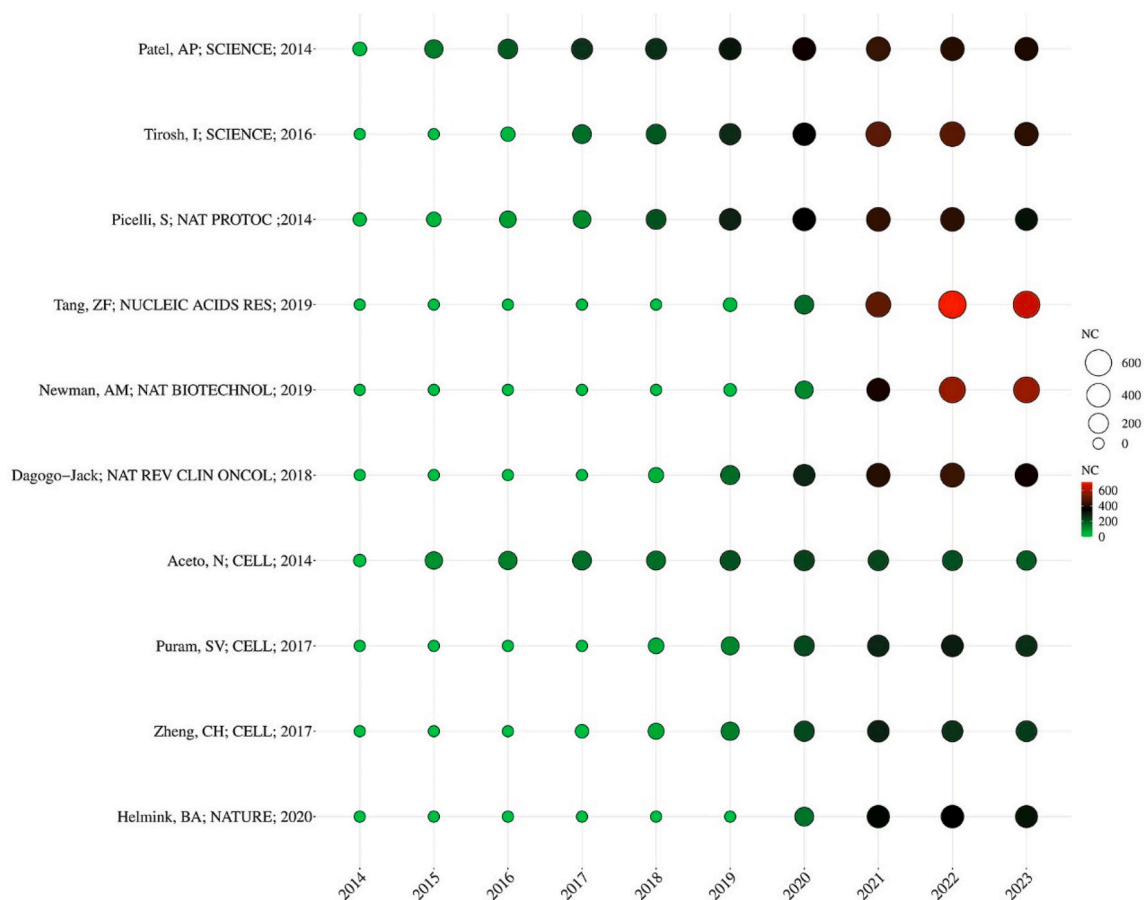 Patel, AP; SCIENCE; 2014
Tirosh, I; SCIENCE; 2016
Picelli, S; NAT PROTOC ;2014
Tang, ZF; NUCLEIC ACIDS RES; 2019
Newman, AM; NAT BIOTECHNOL; 2019
Dagogo−Jack; NAT REV CLIN ONCOL; 2018
Aceto, N; CELL; 2014
Puram, SV; CELL; 2017
Zheng, CH; CELL; 2017
Helmink, BA; NATURE; 2020
2014 2015 2016 2017 2018 2019 2020 2021 2022 2023
NC
600
400
200
0
NC
600
400
200
0